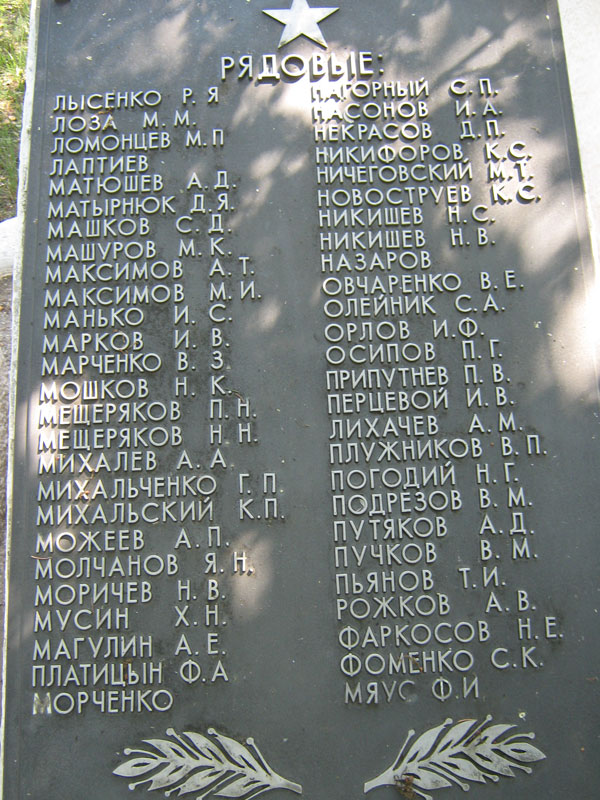 РЯДОВЫЕ:
ЛЫСЕНКО Р. Я
ЛОЗА М. М.
ЛОМОНЦЕВ М. П
ЛАПТИЕВ
МАТЮШЕВ А. Д.
МАТЫРНЮК Д. Я.
МАШКОВ С. Д.
МАШУРОВ М. К.
МАКСИМОВ А. Т.
МАКСИМОВ М. И.
МАНЬКО И. С.
МАРКОВ И. В.
МАРЧЕНКО В. З.
МОШКОВ Н. К.
МЕЩЕРЯКОВ П. Н.
МЕЩЕРЯКОВ Н. Н.
МИХАЛЕВ А. А.
МИХАЛЬЧЕНКО Г. П.
МИХАЛЬСКИЙ К. П.
МОЖЕЕВ А. П.
МОЛЧАНОВ Я. Н.
МОРИЧЕВ Н. В.
МУСИН Х. Н.
МАГУЛИН А. Е.
ПЛАТИЦЫН Ф. А
МОРЧЕНКО
НАГОРНЫЙ С. П.
НАСОНОВ И. А.
НЕКРАСОВ Д. П.
НИКИФОРОВ К. С.
НИЧЕГОВСКИЙ М. Т.
НОВОСТРУЕВ К. С.
НИКИШЕВ Н. С.
НИКИШЕВ Н. В.
НАЗАРОВ
ОВЧАРЕНКО В. Е.
ОЛЕЙНИК С. А.
ОРЛОВ И. Ф.
ОСИПОВ П. Г.
ПРИПУТНЕВ П. В.
ПЕРЦЕВОЙ И. В.
ЛИХАЧЕВ А. М.
ПЛУЖНИКОВ В. П.
ПОГОДИЙ Н. Г.
ПОДРЕЗОВ В. М.
ПУТЯКОВ А. Д.
ПУЧКОВ В. М.
ПЬЯНОВ Т. И.
РОЖКОВ А. В.
ФАРКОСОВ Н. Е.
ФОМЕНКО С. К.
МЯУС Ф. И